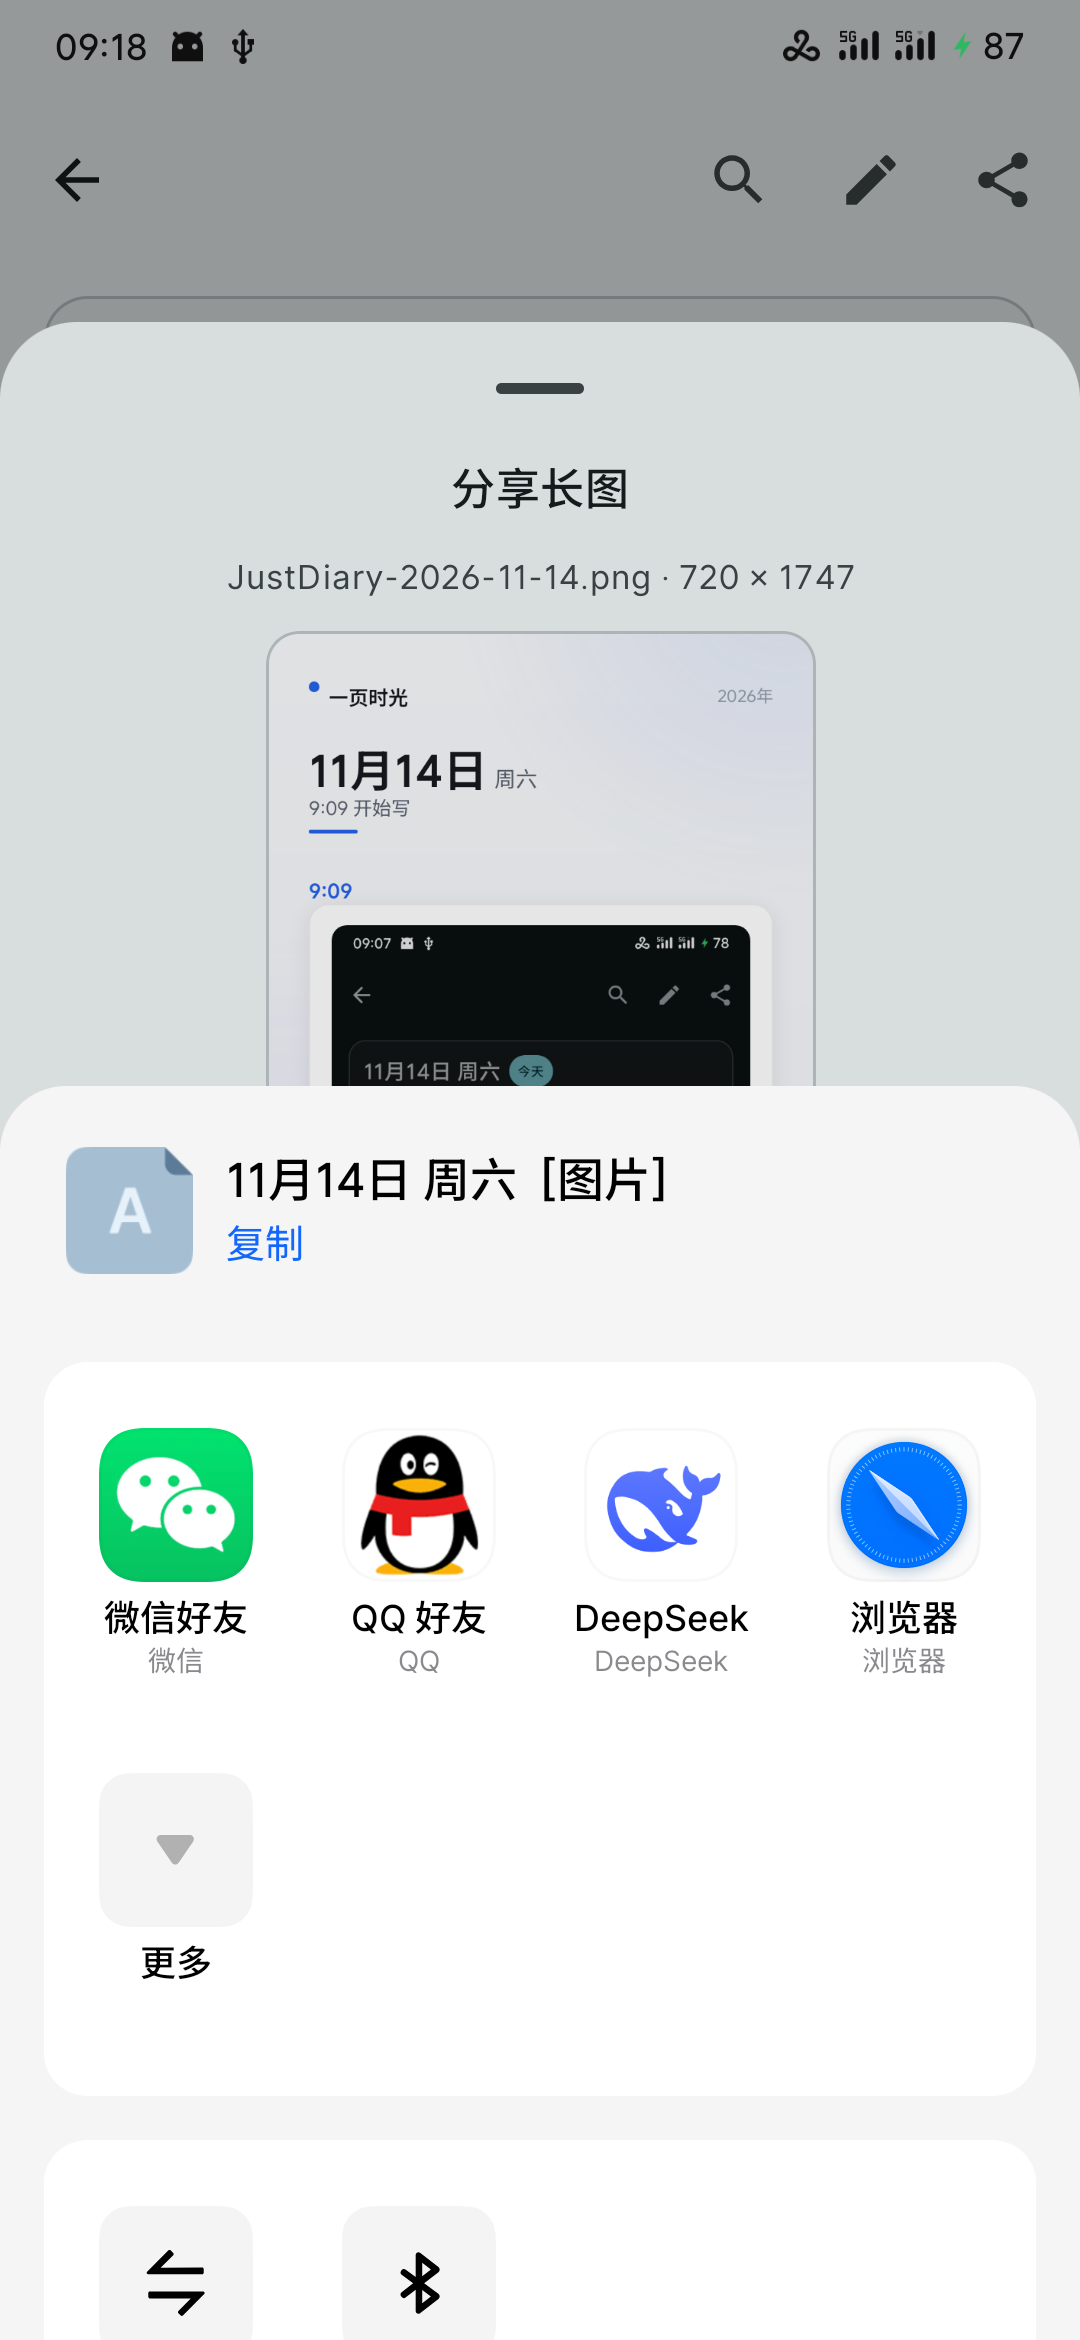 09:18
5G 5G 87
分享长图
JustDiary-2026-11-14.png · 720 × 1747
一页时光
2026年
11月14日 周六
9:09 开始写
9:09
09:07
5G 5G 78
11月14日 周六 今天
A
11月14日 周六 [图片]
复制
微信好友
微信
QQ 好友
QQ
DeepSeek
DeepSeek
浏览器
浏览器
更多